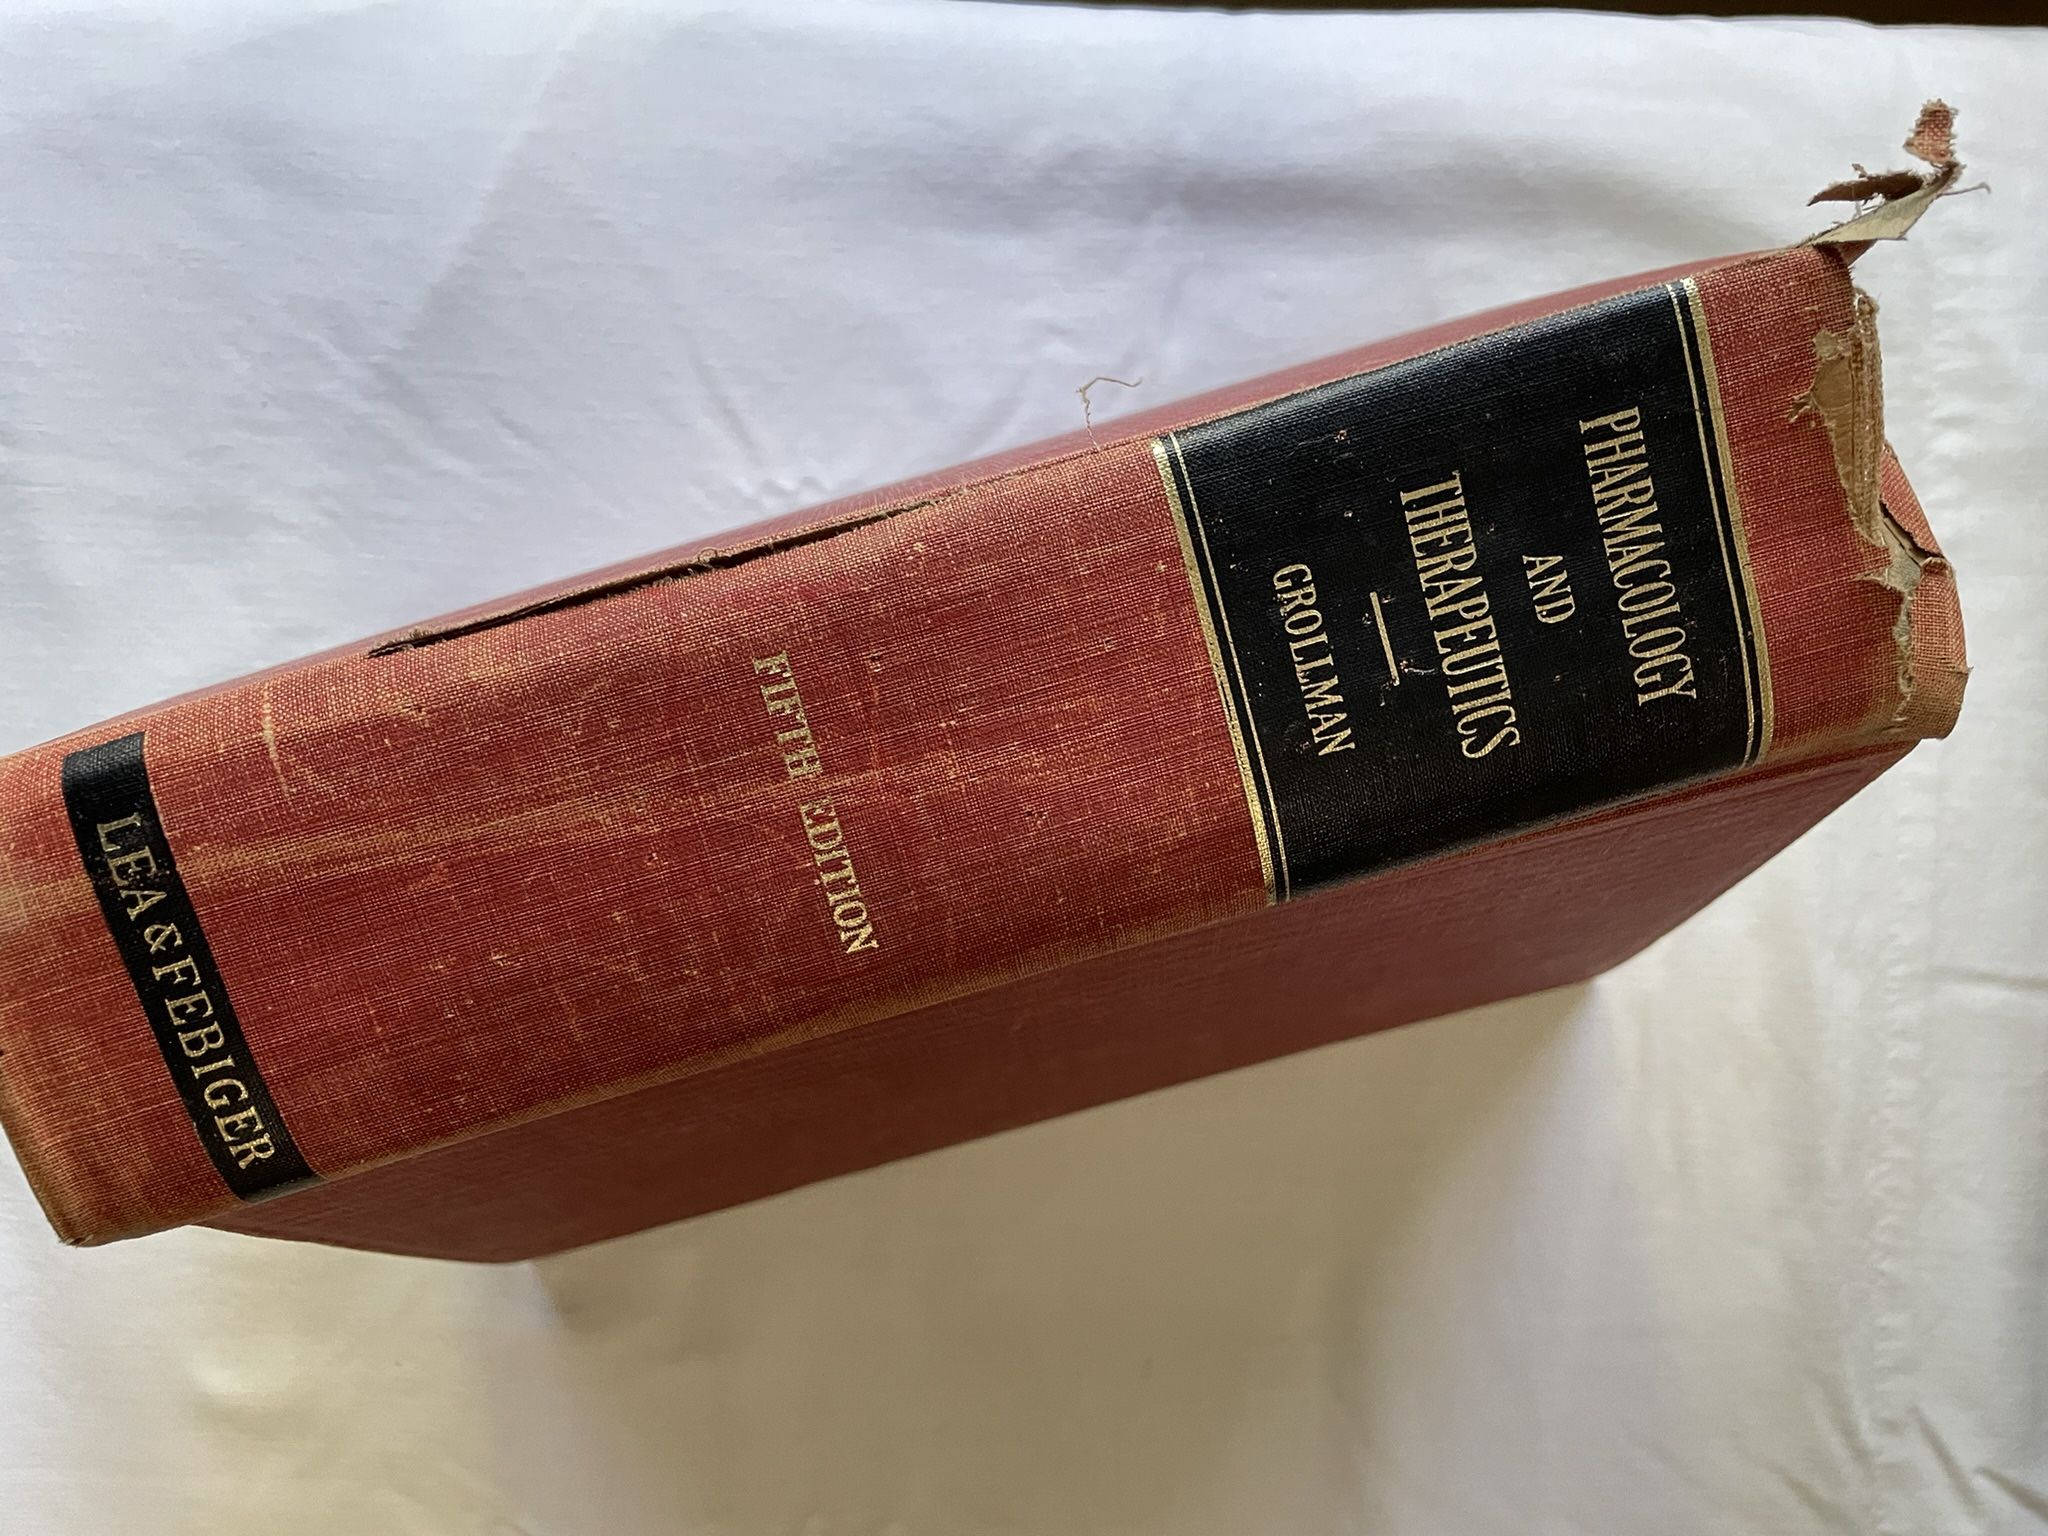 PHARMACOLOGY
AND
THERAPEUTICS
GROLLMAN
FIFTH EDITION
LEA & FEBIGER